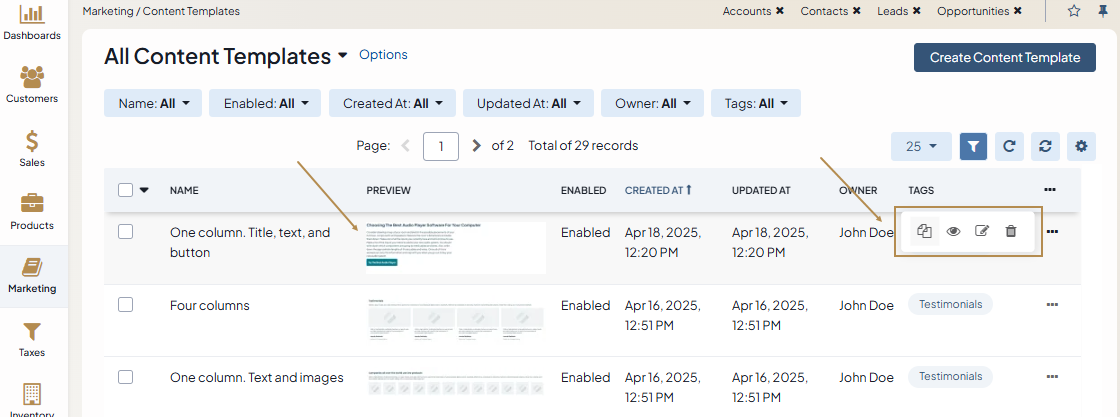 Marketing / Content Templates
Accounts ✖ Contacts ✖ Leads ✖ Opportunities ✖
Dashboards
Customers
Sales
Products
Marketing
Taxes
Inventory
All Content Templates
Options
Create Content Template
Name: All
Enabled: All
Created At: All
Updated At: All
Owner: All
Tags: All
Page: 1 of 2 Total of 29 records
25
NAME PREVIEW ENABLED CREATED AT UPDATED AT OWNER TAGS
One column. Title, text, and
button
Choosing The Best Audio Player Software For Your Computer
Enabled
Apr 18, 2025,
12:20 PM
Apr 18, 2025,
12:20 PM
John Doe
Four columns
Enabled
Apr 16, 2025,
12:51 PM
Apr 16, 2025,
12:51 PM
John Doe
Testimonials
One column. Text and images
Enabled
Apr 16, 2025,
12:51 PM
Apr 16, 2025,
12:51 PM
John Doe
Testimonials